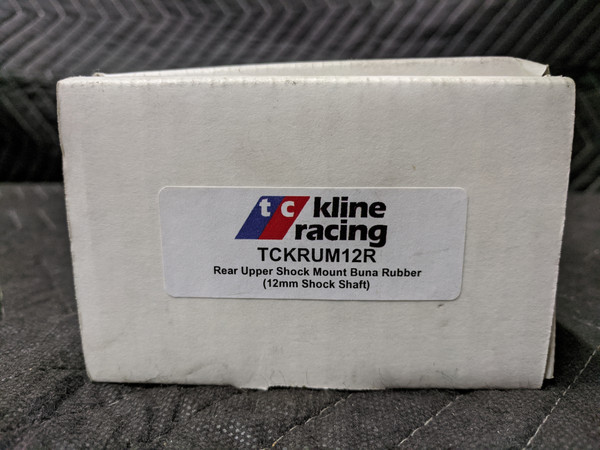 tc kline
racing
TCKRUM12R
Rear Upper Shock Mount Buna Rubber
(12mm Shock Shaft)